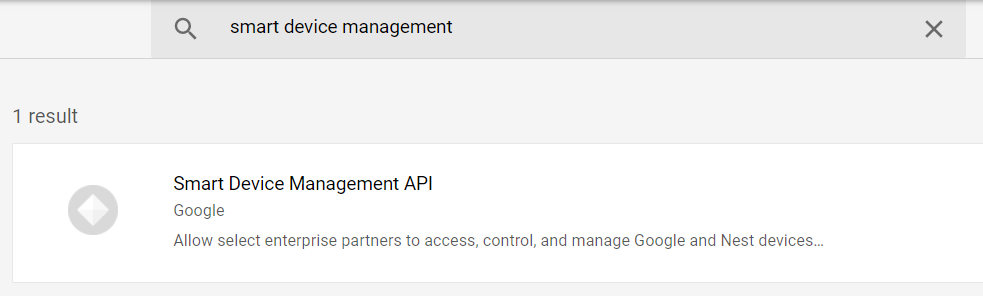 smart device management
1 result
Smart Device Management API
Google
Allow select enterprise partners to access, control, and manage Google and Nest devices...